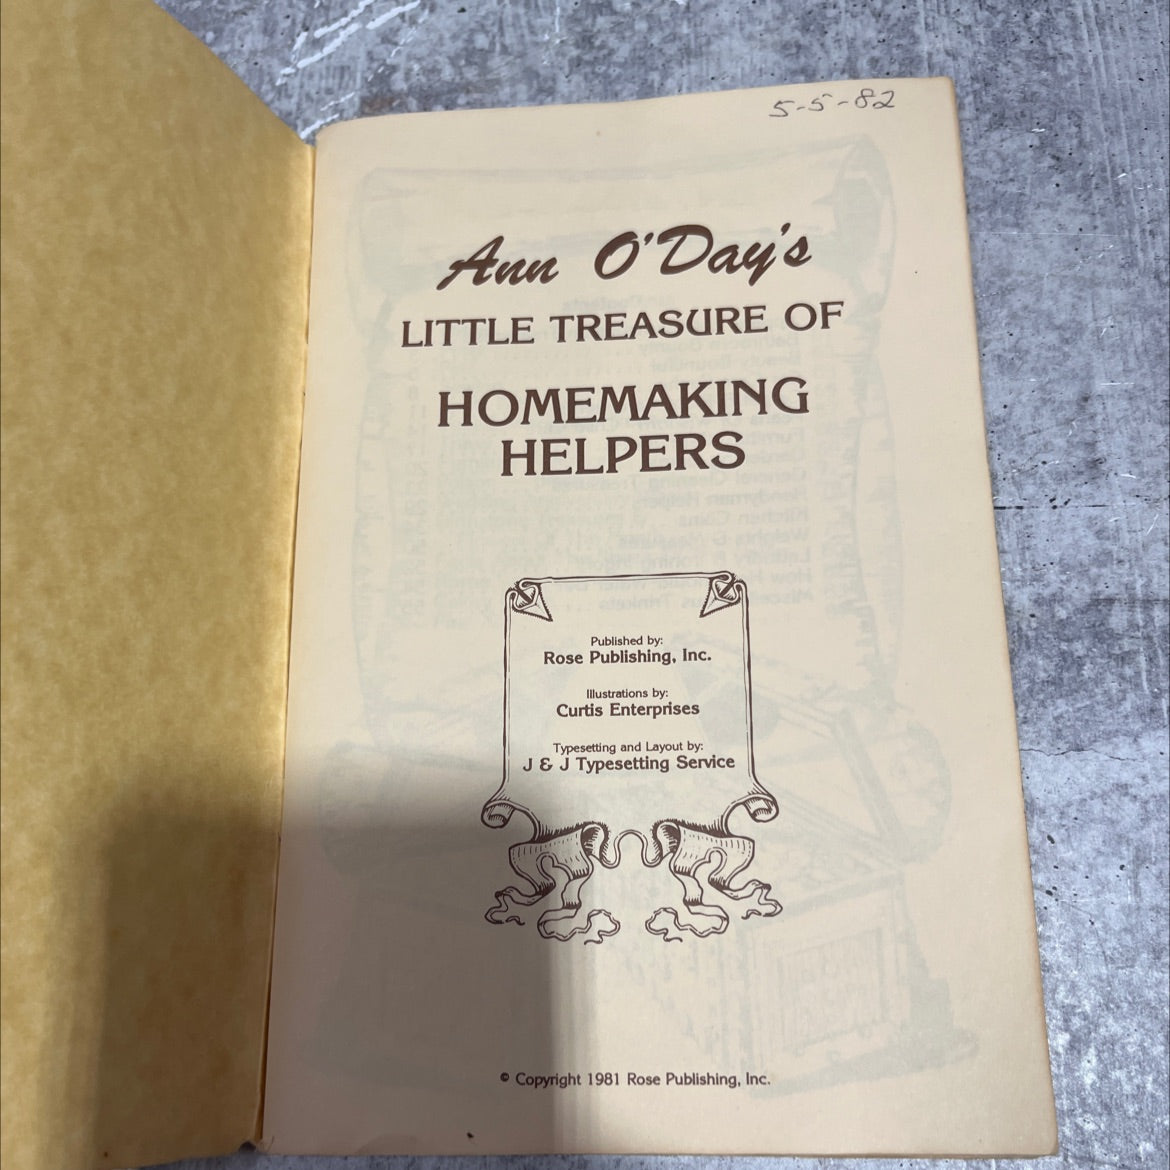 5-5-82
Ann O'Day's
LITTLE TREASURE OF
HOMEMAKING
HELPERS
Published by:
Rose Publishing, Inc.
Illustrations by:
Curtis Enterprises
Typesetting and Layout by:
J & J Typesetting Service
© Copyright 1981 Rose Publishing, Inc.